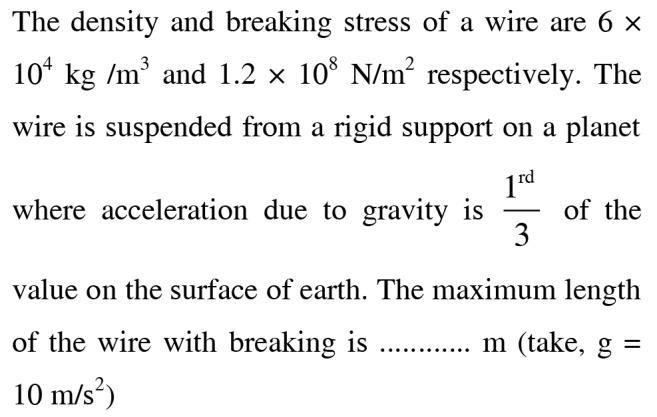 The density and breaking stress of a wire are 6 ×
10⁴ kg /m³ and 1.2 × 10⁸ N/m² respectively. The
wire is suspended from a rigid support on a planet
where acceleration due to gravity is 1ʳᵈ/3 of the
value on the surface of earth. The maximum length
of the wire with breaking is ............ m (take, g =
10 m/s²)